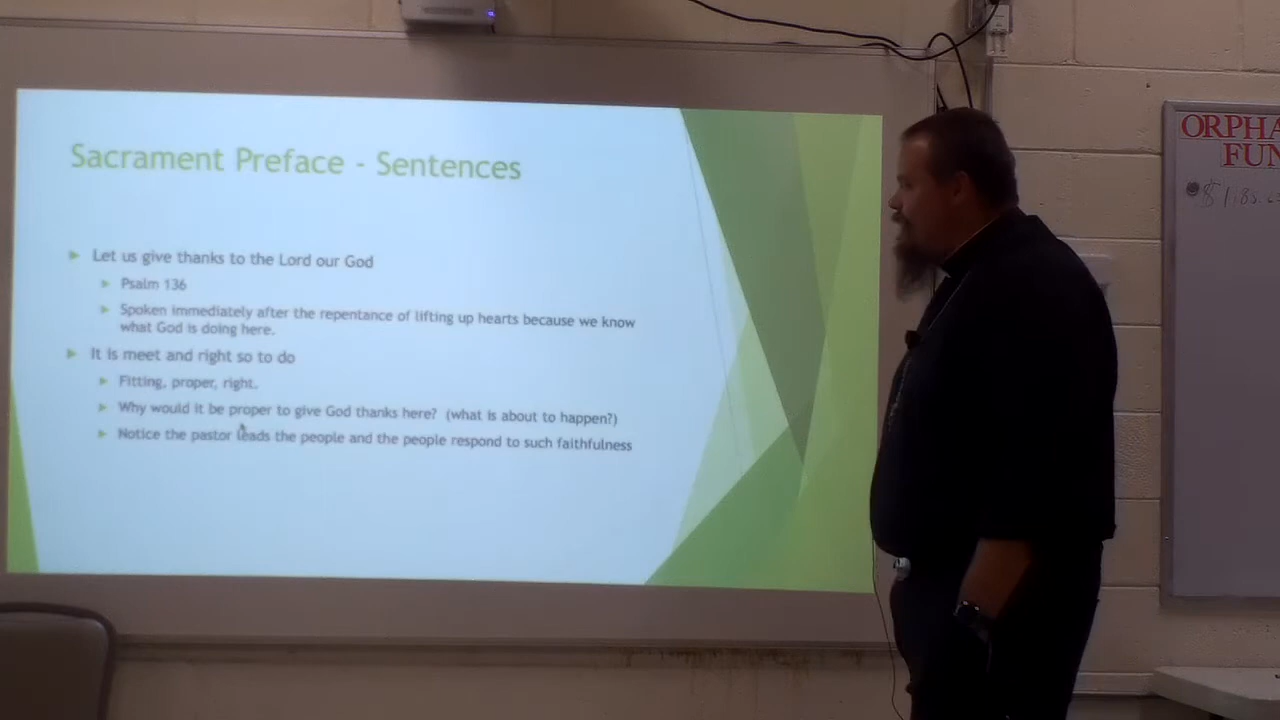 Sacrament Preface - Sentences
Let us give thanks to the Lord our God
Psalm 136
Spoken immediately after the repentance of lifting up hearts because we know
what God is doing here.
It is meet and right so to do
Fitting, proper, right.
Why would it be proper to give God thanks here? (what is about to happen?)
Notice the pastor leads the people and the people respond to such faithfulness
ORPHA
FUN